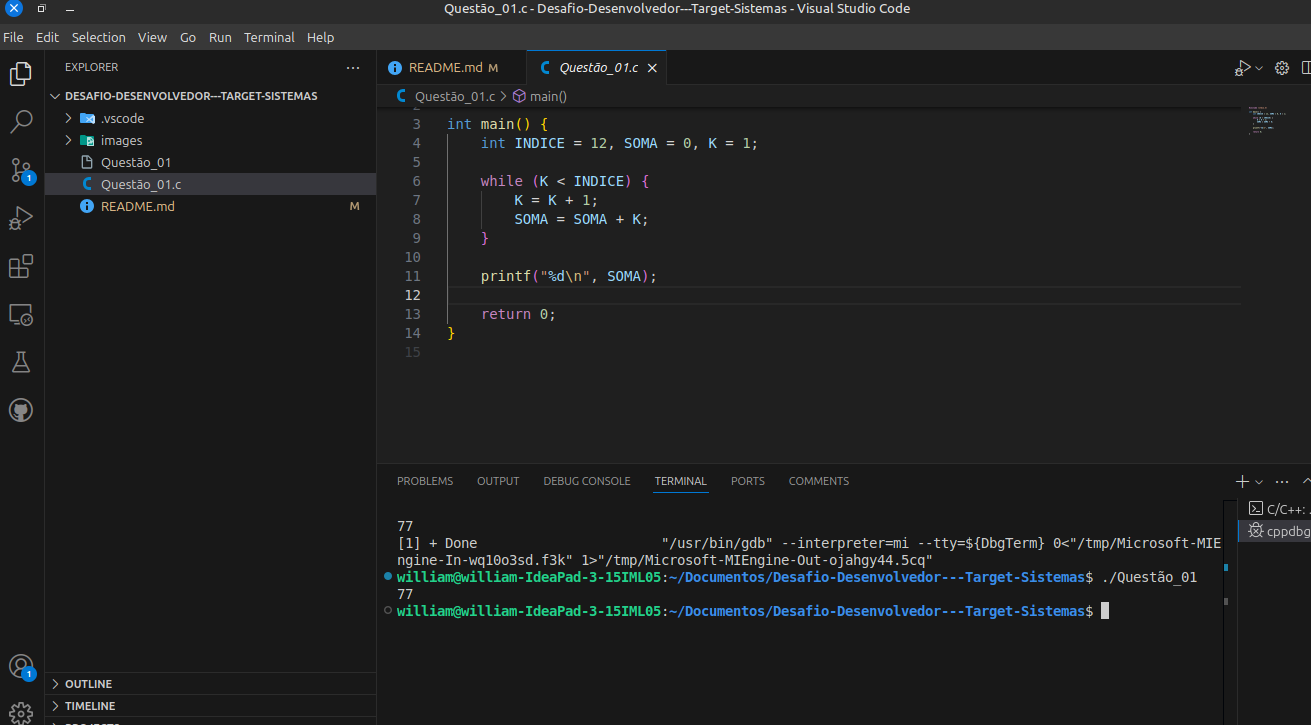 Questão_01.c - Desafio-Desenvolvedor---Target-Sistemas - Visual Studio Code
File Edit Selection View Go Run Terminal Help
EXPLORER
DESAFIO-DESENVOLVEDOR---TARGET-SISTEMAS
.vscode
images
Questão_01
Questão_01.c
README.md M
OUTLINE
TIMELINE
README.md M Questão_01.c
Questão_01.c > main()
3 int main() {
4 int INDICE = 12, SOMA = 0, K = 1;
5
6 while (K < INDICE) {
7 K = K + 1;
8 SOMA = SOMA + K;
9 }
10
11 printf("%d\n", SOMA);
12
13 return 0;
14 }
15
PROBLEMS OUTPUT DEBUG CONSOLE TERMINAL PORTS COMMENTS
77
[1] + Done "/usr/bin/gdb" --interpreter=mi --tty=${DbgTerm} 0<"/tmp/Microsoft-MIE
ngine-In-wq10o3sd.f3k" 1>"/tmp/Microsoft-MIEngine-Out-ojahgy44.5cq"
william@william-IdeaPad-3-15IML05:~/Documentos/Desafio-Desenvolvedor---Target-Sistemas$ ./Questão_01
77
william@william-IdeaPad-3-15IML05:~/Documentos/Desafio-Desenvolvedor---Target-Sistemas$
C/C++: .
cppdbg
1
1